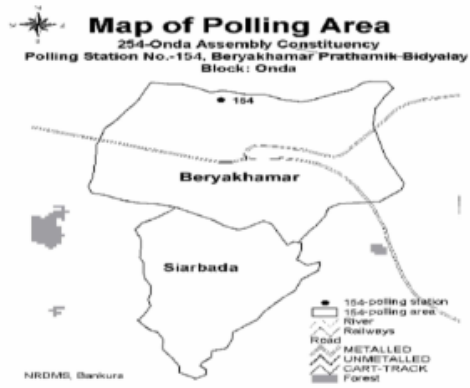 Map of Polling Area
254-Onda Assembly Constituency
Polling Station No.-154, Beryakhamar Prathamik Bidyalay
Block: Onda
154
Beryakhamar
Siarbada
154-polling station
154-polling area
River
Railways
Road
METALLED
UNMETALLED
CART-TRACK
Forest
NRDMS, Bankura